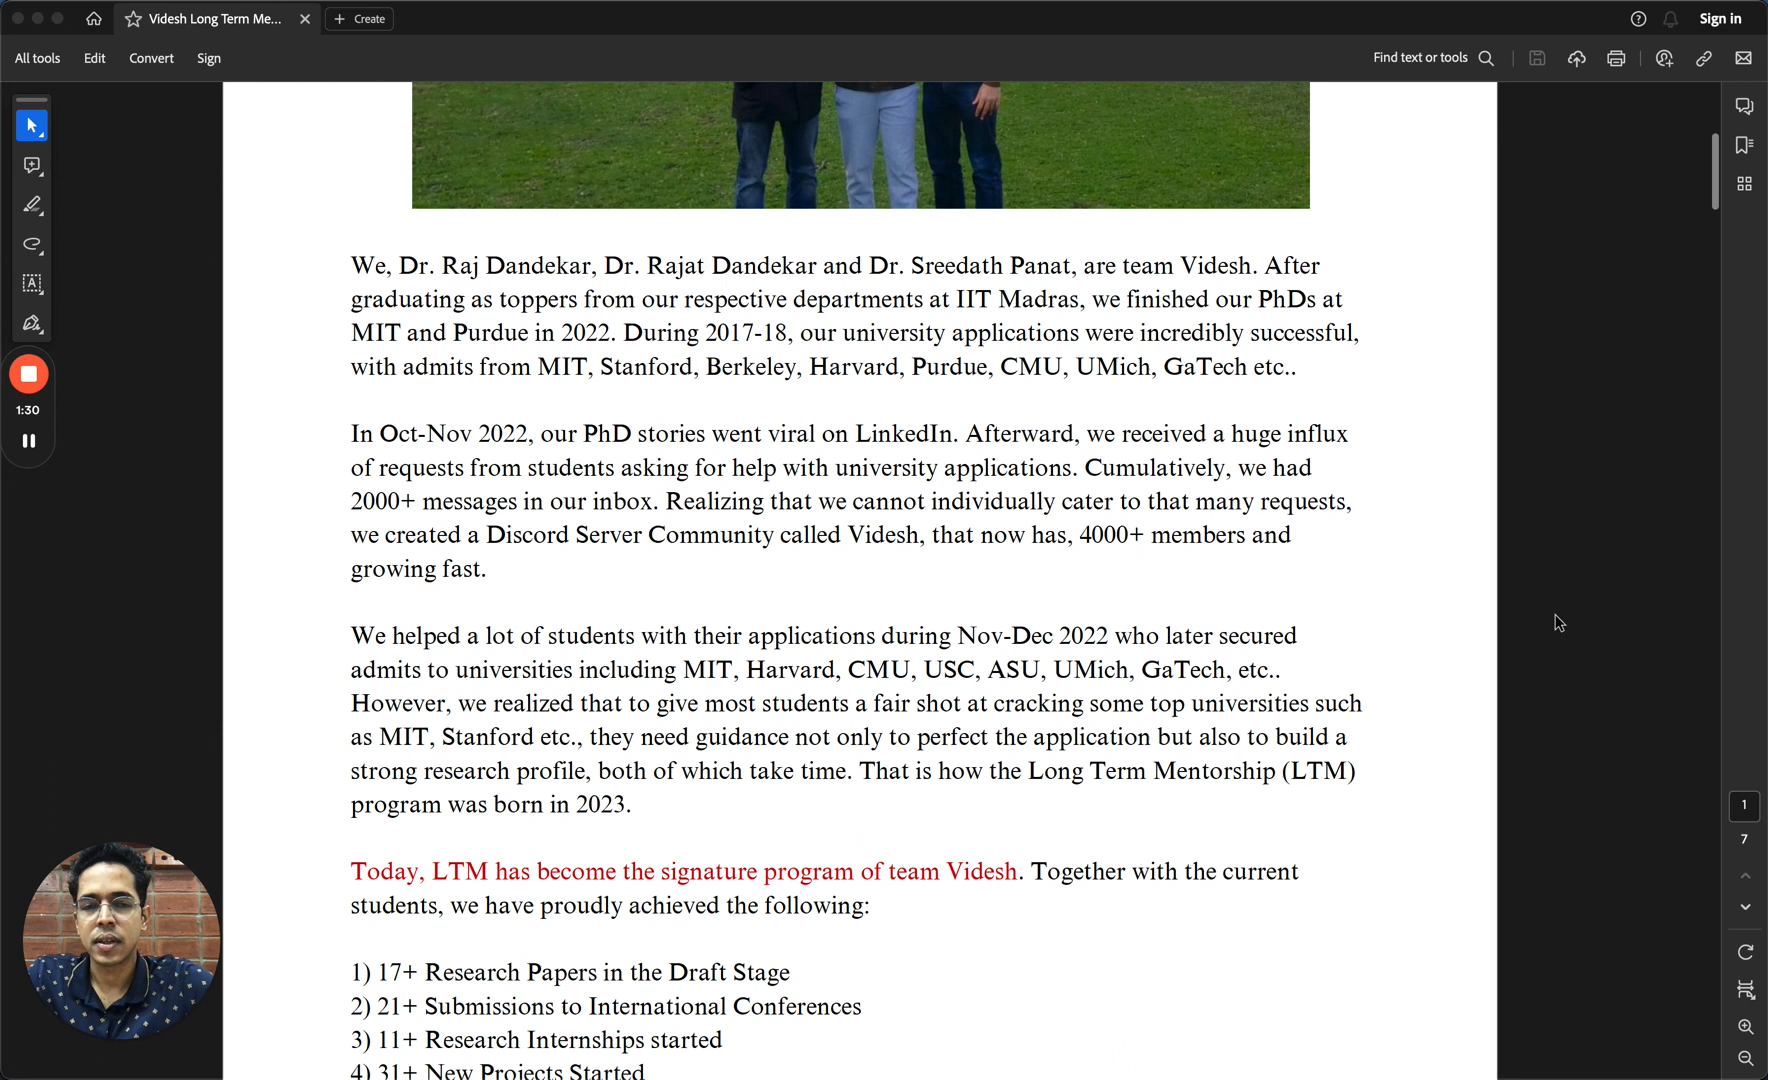 Videsh Long Term Me...
Create
Sign in
All tools
Edit
Convert
Sign
Find text or tools
1:30
We, Dr. Raj Dandekar, Dr. Rajat Dandekar and Dr. Sreedath Panat, are team Videsh. After
graduating as toppers from our respective departments at IIT Madras, we finished our PhDs at
MIT and Purdue in 2022. During 2017-18, our university applications were incredibly successful,
with admits from MIT, Stanford, Berkeley, Harvard, Purdue, CMU, UMich, GaTech etc..
In Oct-Nov 2022, our PhD stories went viral on LinkedIn. Afterward, we received a huge influx
of requests from students asking for help with university applications. Cumulatively, we had
2000+ messages in our inbox. Realizing that we cannot individually cater to that many requests,
we created a Discord Server Community called Videsh, that now has, 4000+ members and
growing fast.
We helped a lot of students with their applications during Nov-Dec 2022 who later secured
admits to universities including MIT, Harvard, CMU, USC, ASU, UMich, GaTech, etc..
However, we realized that to give most students a fair shot at cracking some top universities such
as MIT, Stanford etc., they need guidance not only to perfect the application but also to build a
strong research profile, both of which take time. That is how the Long Term Mentorship (LTM)
program was born in 2023.
Today, LTM has become the signature program of team Videsh. Together with the current
students, we have proudly achieved the following:
1) 17+ Research Papers in the Draft Stage
2) 21+ Submissions to International Conferences
3) 11+ Research Internships started
4) 31+ New Projects Started
1
7